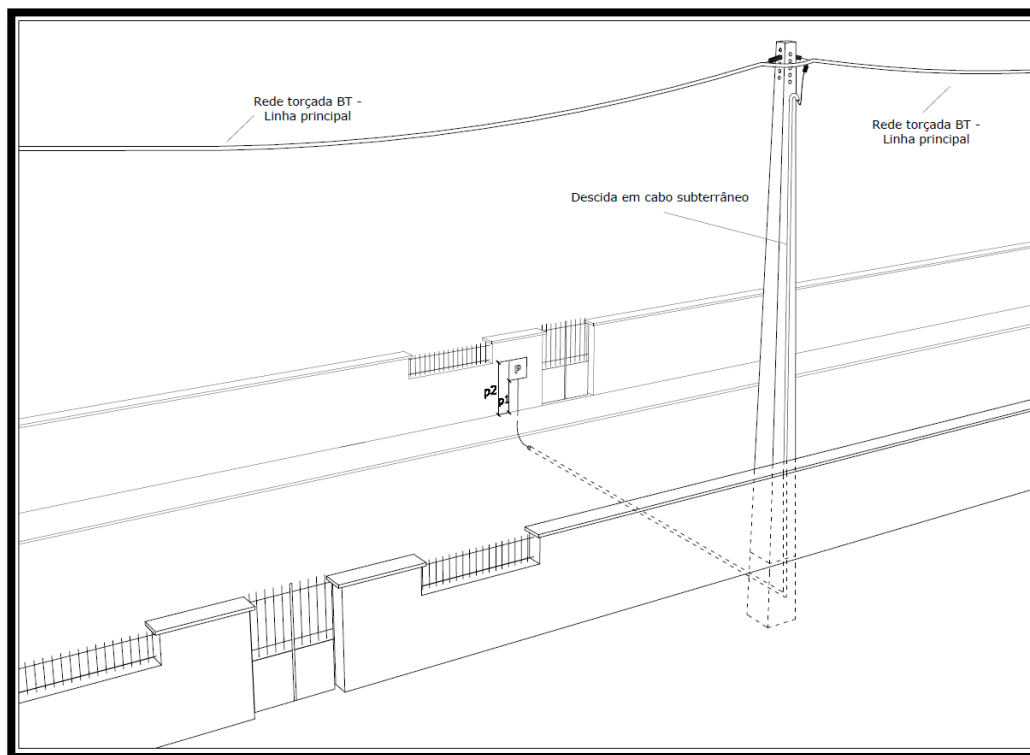 Rede torçada BT -
Linha principal
Rede torçada BT -
Linha principal
Descida em cabo subterrâneo
P
p2
p1